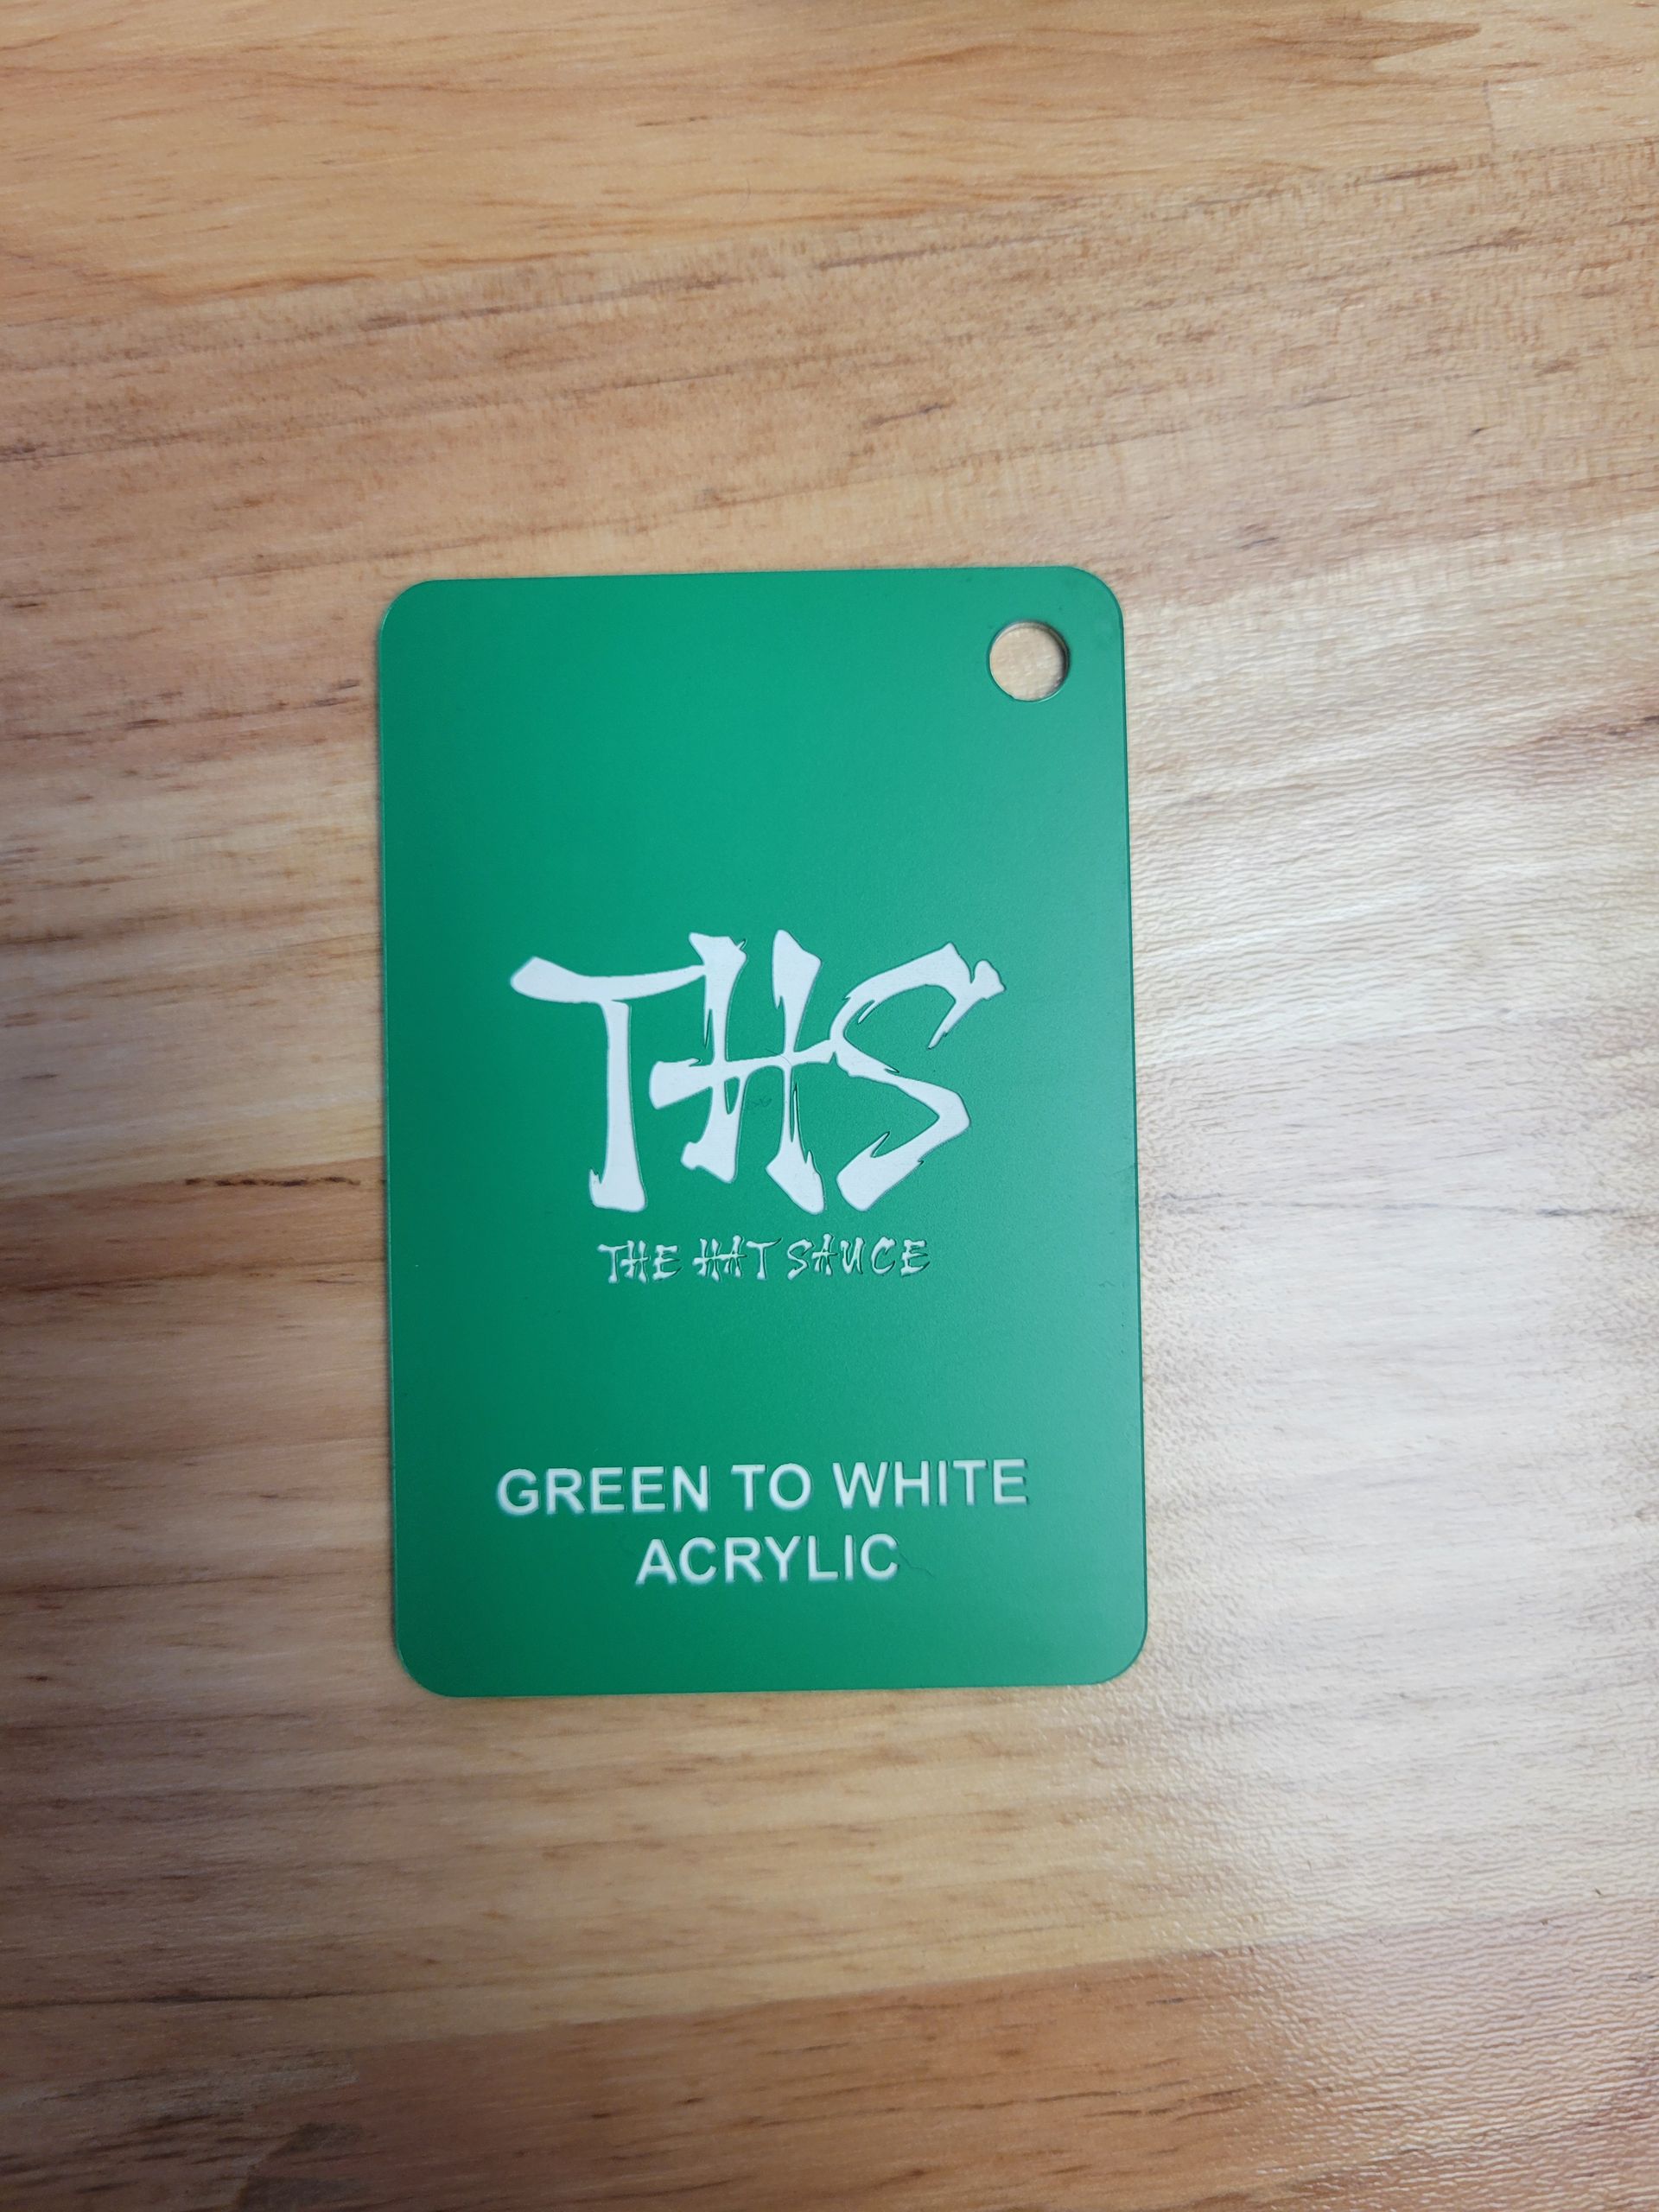 THS
THE HAT SAUCE
GREEN TO WHITE
ACRYLIC